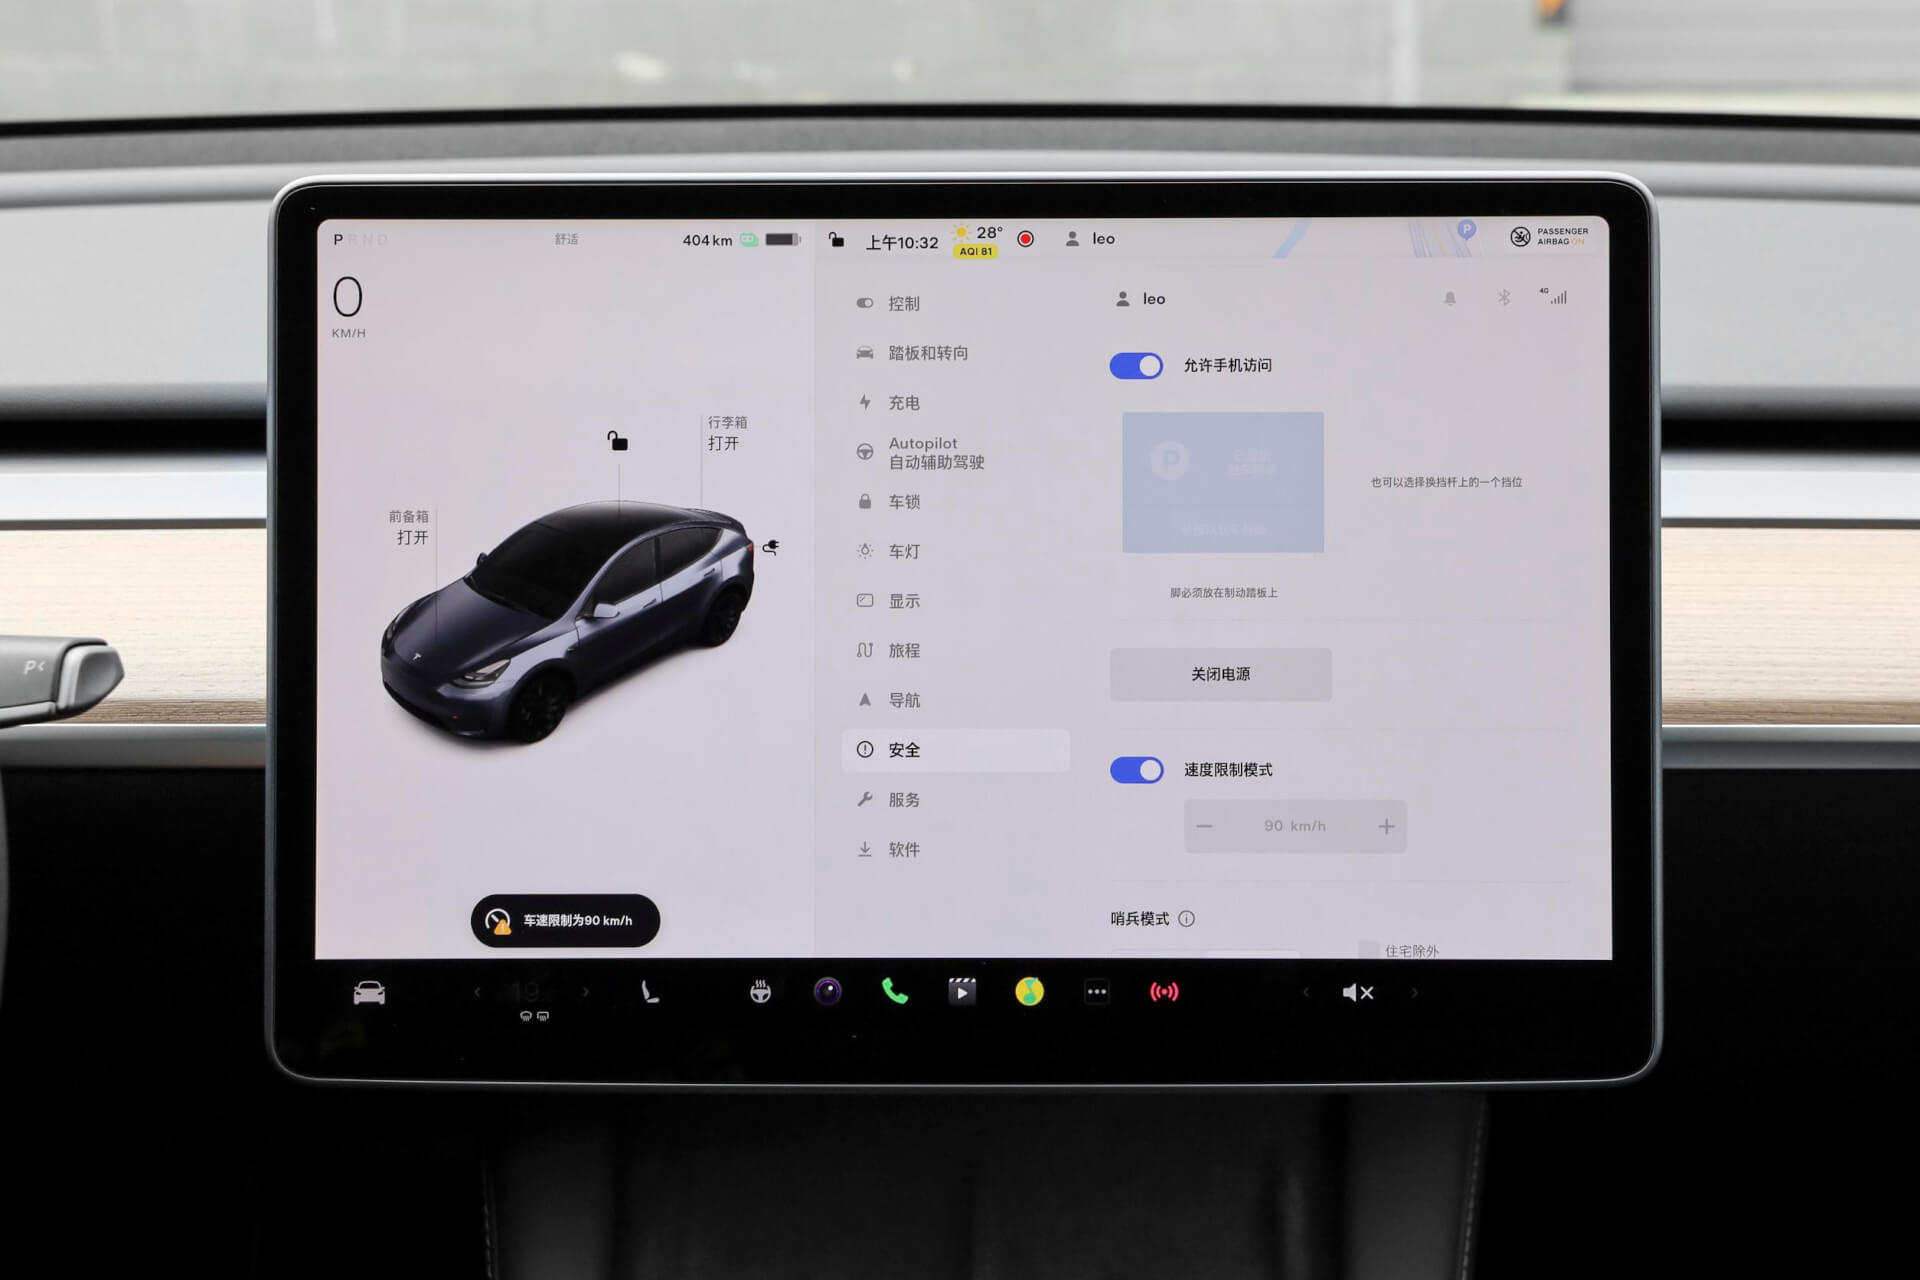 P R N D
舒适
404 km
上午10:32
28°
AQI 81
leo
P
PASSENGER
AIRBAG ON
0
KM/H
行李箱
打开
前备箱
打开
车速限制为90 km/h
控制
踏板和转向
充电
Autopilot
自动辅助驾驶
车锁
车灯
显示
旅程
导航
安全
服务
软件
leo
4G
允许手机访问
P
也可以选择换挡杆上的一个挡位
脚必须放在制动踏板上
关闭电源
速度限制模式
90 km/h
哨兵模式
住宅除外
19
P<